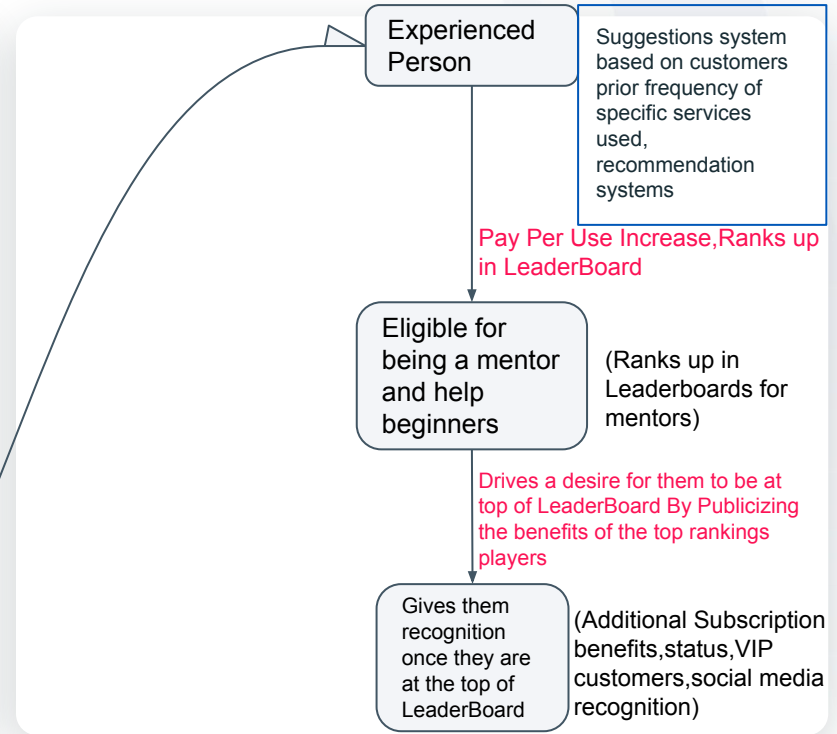 Experienced
Person
Suggestions system
based on customers
prior frequency of
specific services
used,
recommendation
systems
Pay Per Use Increase,Ranks up
in LeaderBoard
Eligible for
being a mentor
and help
beginners
(Ranks up in
Leaderboards for
mentors)
Drives a desire for them to be at
top of LeaderBoard By Publicizing
the benefits of the top rankings
players
Gives them
recognition
once they are
at the top of
LeaderBoard
(Additional Subscription
benefits,status,VIP
customers,social media
recognition)